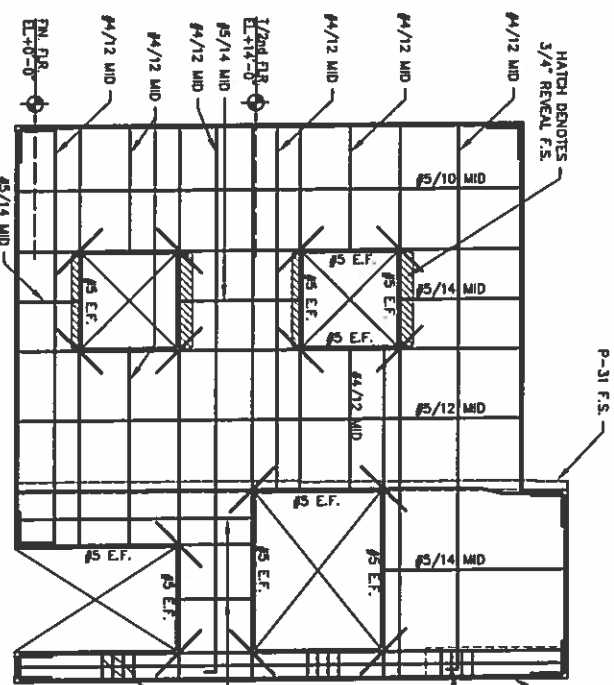 HATCH DENOTES
3/4" REVEAL F.S.
#4/12 MID
#4/12 MID
#4/12 MID
T/2nd FLR
EL+14'-0"
#5/14 MID
#4/12 MID
#4/12 MID
#4/12 MID
FN. FLR.
EL+0'-0"
#5/14 MID
P-31 F.S.
#5/10 MID
#5 E.F.
#5/14 MID
#5 E.F.
#5 E.F.
#5 E.F.
#5 E.F.
#5 E.F.
#4/12 MID
#5/12 MID
#5 E.F.
#5/14 MID
#5 E.F.
#5 E.F.
#5 E.F.
#5 E.F.